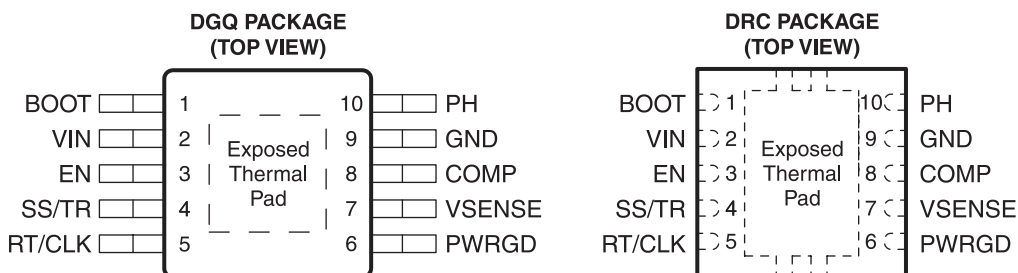 DGQ PACKAGE
(TOP VIEW)
BOOT 1 10 PH
VIN 2 9 GND
EN 3 8 COMP
SS/TR 4 7 VSENSE
RT/CLK 5 6 PWRGD
Exposed
Thermal
Pad
DRC PACKAGE
(TOP VIEW)
BOOT 1 10 PH
VIN 2 9 GND
EN 3 8 COMP
SS/TR 4 7 VSENSE
RT/CLK 5 6 PWRGD
Exposed
Thermal
Pad